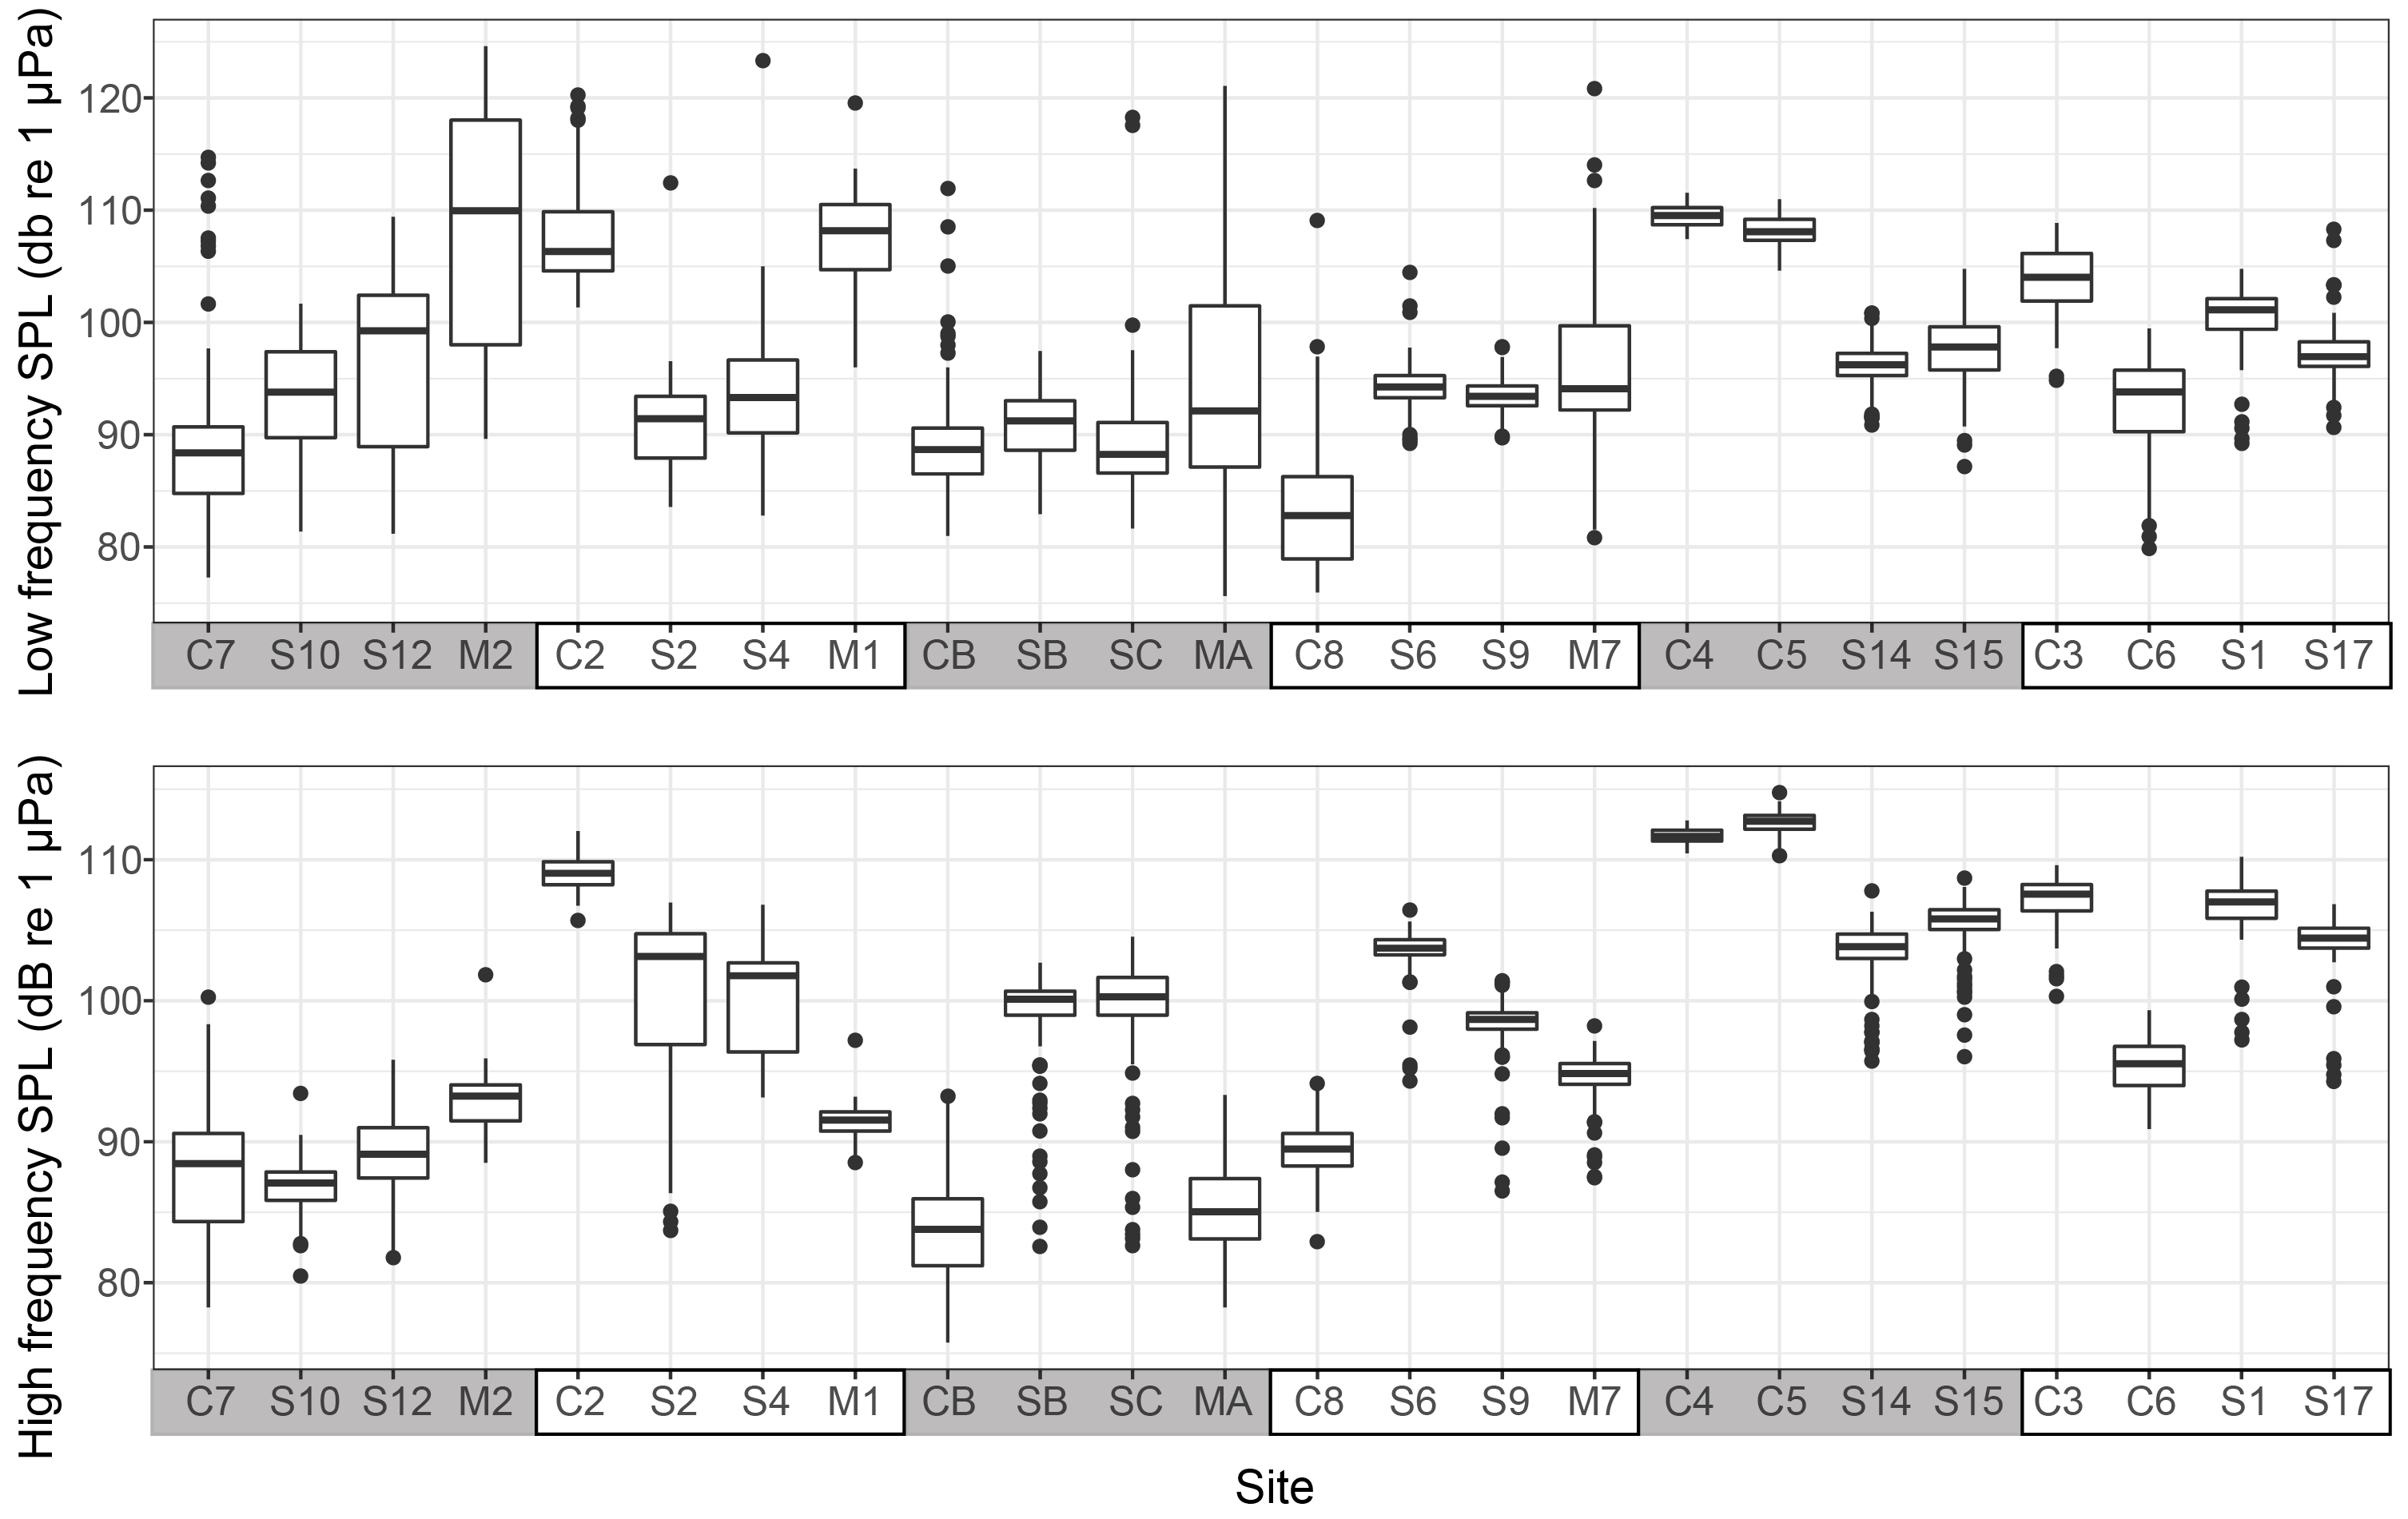 Low frequency SPL (db re 1 µPa)
120
110
100
90
80
C7 S10 S12 M2 C2 S2 S4 M1 CB SB SC MA C8 S6 S9 M7 C4 C5 S14 S15 C3 C6 S1 S17
High frequency SPL (dB re 1 µPa)
110
100
90
80
C7 S10 S12 M2 C2 S2 S4 M1 CB SB SC MA C8 S6 S9 M7 C4 C5 S14 S15 C3 C6 S1 S17
Site